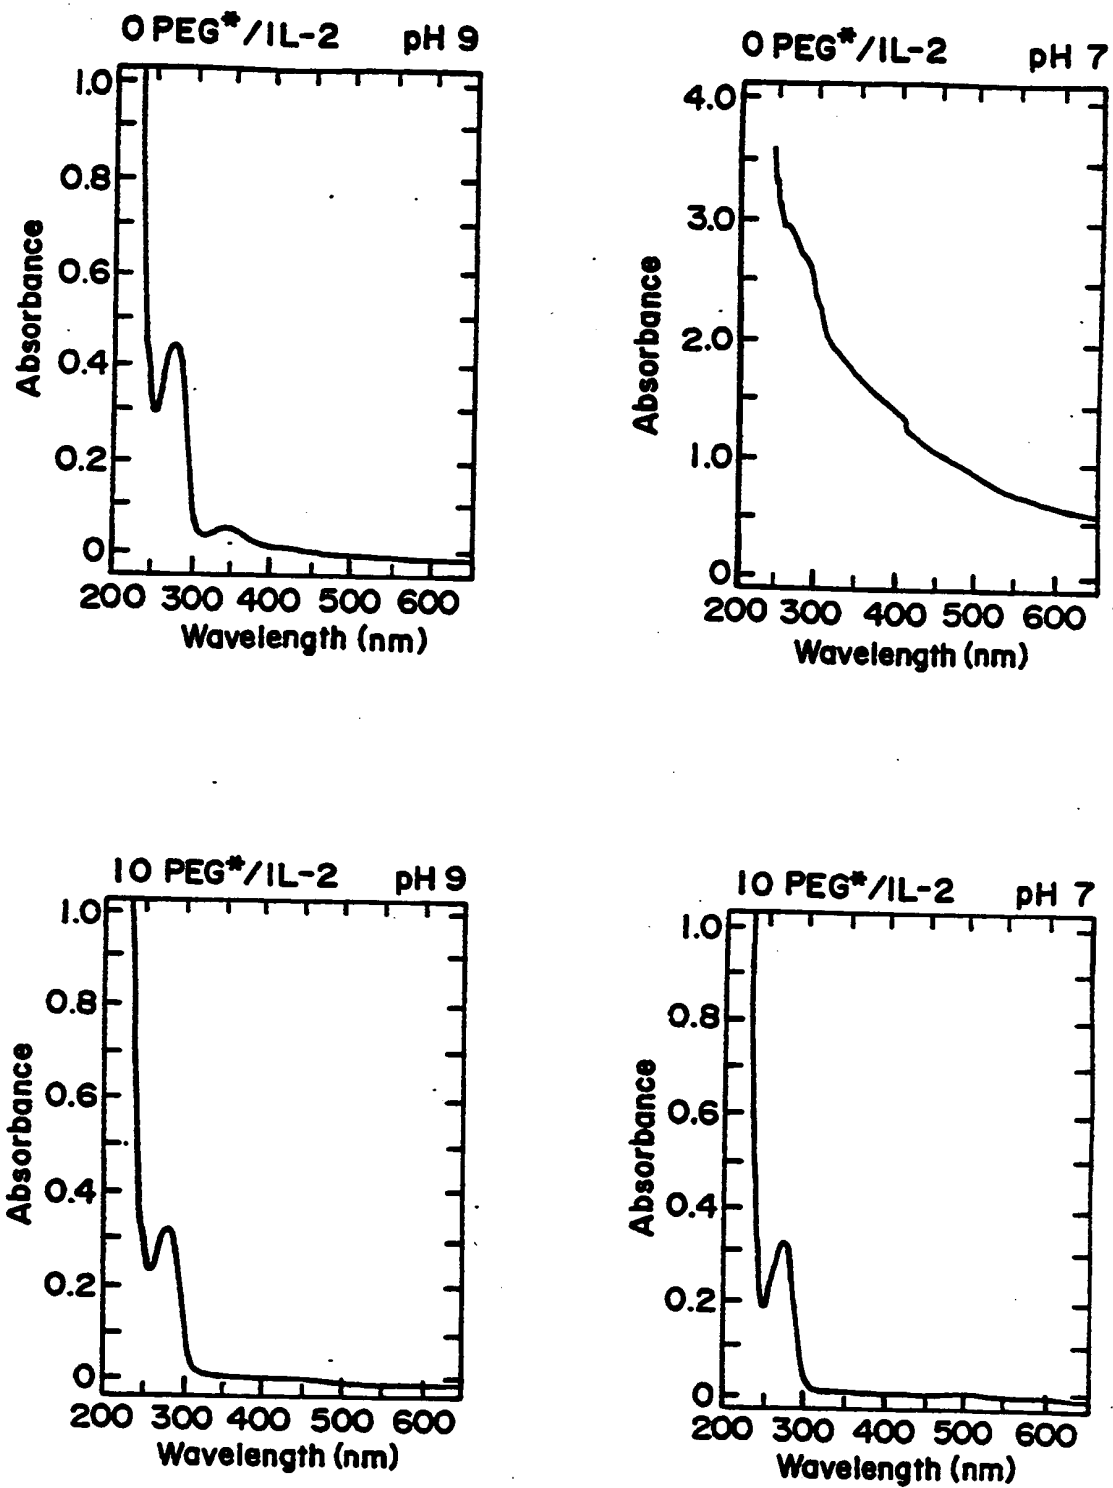 0 PEG*/IL-2 pH 9
1.0
0.8
0.6
0.4
0.2
0
Absorbance
200 300 400 500 600
Wavelength (nm)
0 PEG*/IL-2 pH 7
4.0
3.0
2.0
1.0
0
Absorbance
200 300 400 500 600
Wavelength (nm)
10 PEG*/IL-2 pH 9
1.0
0.8
0.6
0.4
0.2
0
Absorbance
200 300 400 500 600
Wavelength (nm)
10 PEG*/IL-2 pH 7
1.0
0.8
0.6
0.4
0.2
0
Absorbance
200 300 400 500 600
Wavelength (nm)